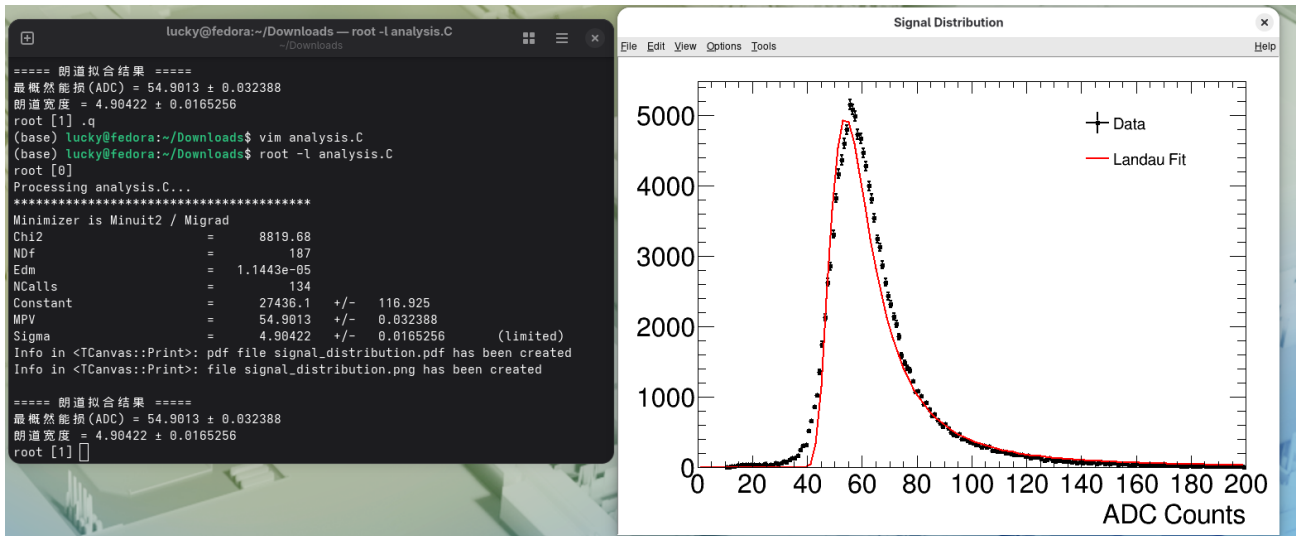 lucky@fedora:~/Downloads — root -l analysis.C
~/Downloads
===== 朗道拟合结果 =====
最概然能损(ADC) = 54.9013 ± 0.032388
朗道宽度 = 4.90422 ± 0.0165256
root [1] .q
(base) lucky@fedora:~/Downloads$ vim analysis.C
(base) lucky@fedora:~/Downloads$ root -l analysis.C
root [0]
Processing analysis.C...
****************************************
Minimizer is Minuit2 / Migrad
Chi2 = 8819.68
NDf = 187
Edm = 1.1443e-05
NCalls = 134
Constant = 27436.1 +/- 116.925
MPV = 54.9013 +/- 0.032388
Sigma = 4.90422 +/- 0.0165256 (limited)
Info in <TCanvas::Print>: pdf file signal_distribution.pdf has been created
Info in <TCanvas::Print>: file signal_distribution.png has been created
===== 朗道拟合结果 =====
最概然能损(ADC) = 54.9013 ± 0.032388
朗道宽度 = 4.90422 ± 0.0165256
root [1]
Signal Distribution
File Edit View Options Tools Help
5000
4000
3000
2000
1000
0
Data
Landau Fit
0 20 40 60 80 100 120 140 160 180 200
ADC Counts